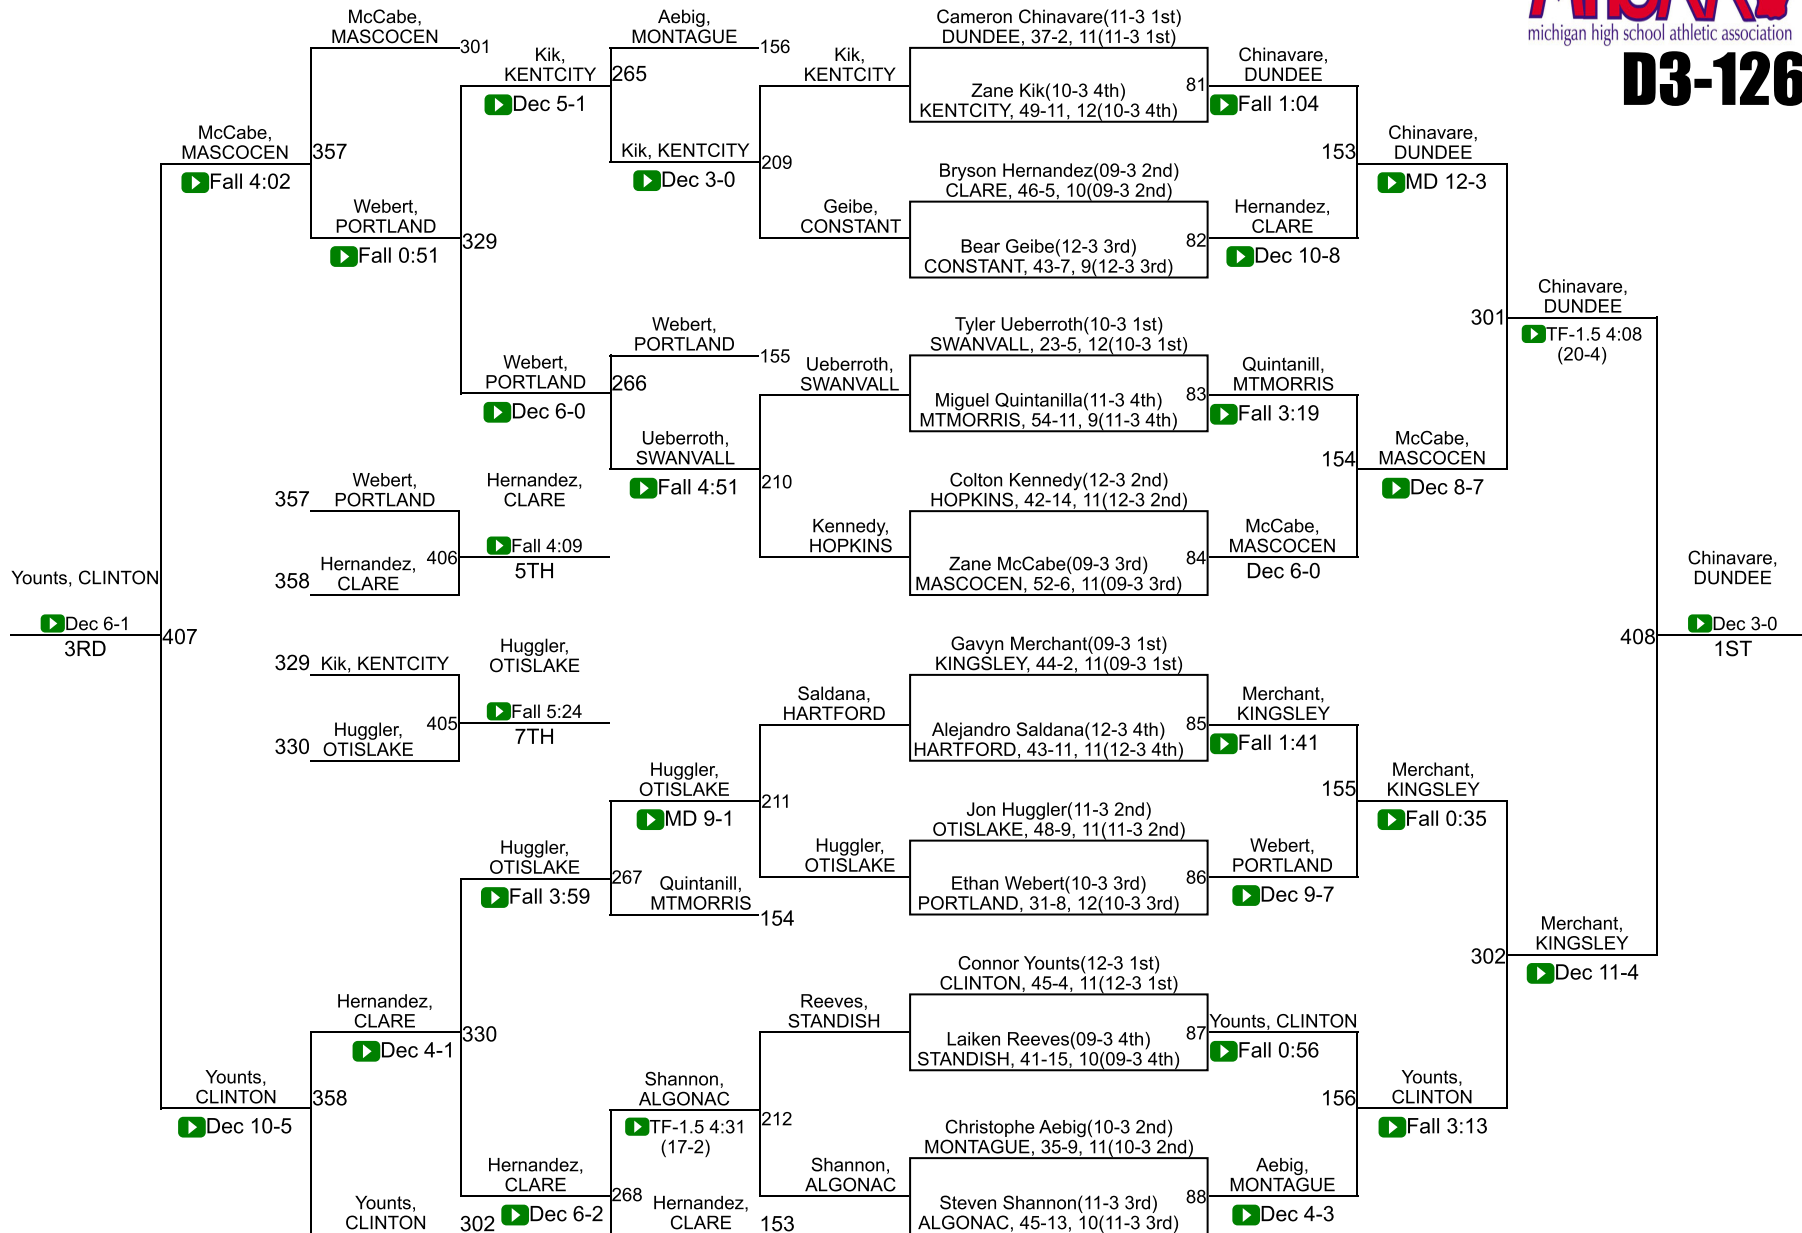 michigan high school athletic association
D3-126
McCabe,
MASCOCEN
301
Aebig,
MONTAGUE
156
Kik,
KENTCITY
265
Dec 5-1
Kik,
KENTCITY
Cameron Chinavare(11-3 1st)
DUNDEE, 37-2, 11(11-3 1st)
Zane Kik(10-3 4th)
KENTCITY, 49-11, 12(10-3 4th)
81
Chinavare,
DUNDEE
Fall 1:04
McCabe,
MASCOCEN
357
Fall 4:02
Kik, KENTCITY
209
Dec 3-0
153
Chinavare,
DUNDEE
MD 12-3
Webert,
PORTLAND
329
Fall 0:51
Geibe,
CONSTANT
Bryson Hernandez(09-3 2nd)
CLARE, 46-5, 10(09-3 2nd)
Bear Geibe(12-3 3rd)
CONSTANT, 43-7, 9(12-3 3rd)
82
Hernandez,
CLARE
Dec 10-8
Chinavare,
DUNDEE
301
TF-1.5 4:08
(20-4)
Webert,
PORTLAND
155
Webert,
PORTLAND
266
Dec 6-0
Ueberroth,
SWANVALL
Tyler Ueberroth(10-3 1st)
SWANVALL, 23-5, 12(10-3 1st)
Miguel Quintanilla(11-3 4th)
MTMORRIS, 54-11, 9(11-3 4th)
83
Quintanill,
MTMORRIS
Fall 3:19
Ueberroth,
SWANVALL
210
Fall 4:51
154
McCabe,
MASCOCEN
Dec 8-7
357
Webert,
PORTLAND
Hernandez,
CLARE
358
Hernandez,
CLARE
406
Fall 4:09
5TH
Kennedy,
HOPKINS
Colton Kennedy(12-3 2nd)
HOPKINS, 42-14, 11(12-3 2nd)
Zane McCabe(09-3 3rd)
MASCOCEN, 52-6, 11(09-3 3rd)
84
McCabe,
MASCOCEN
Dec 6-0
Younts, CLINTON
Dec 6-1
3RD
407
Chinavare,
DUNDEE
408
Dec 3-0
1ST
329
Kik, KENTCITY
Huggler,
OTISLAKE
330
Huggler,
OTISLAKE
405
Fall 5:24
7TH
Saldana,
HARTFORD
Gavyn Merchant(09-3 1st)
KINGSLEY, 44-2, 11(09-3 1st)
Alejandro Saldana(12-3 4th)
HARTFORD, 43-11, 11(12-3 4th)
85
Merchant,
KINGSLEY
Fall 1:41
Huggler,
OTISLAKE
211
MD 9-1
155
Merchant,
KINGSLEY
Fall 0:35
Huggler,
OTISLAKE
267
Fall 3:59
Quintanill,
MTMORRIS
154
Huggler,
OTISLAKE
Jon Huggler(11-3 2nd)
OTISLAKE, 48-9, 11(11-3 2nd)
Ethan Webert(10-3 3rd)
PORTLAND, 31-8, 12(10-3 3rd)
86
Webert,
PORTLAND
Dec 9-7
302
Merchant,
KINGSLEY
Dec 11-4
Hernandez,
CLARE
330
Dec 4-1
Reeves,
STANDISH
Connor Younts(12-3 1st)
CLINTON, 45-4, 11(12-3 1st)
Laiken Reeves(09-3 4th)
STANDISH, 41-15, 10(09-3 4th)
87
Younts, CLINTON
Fall 0:56
Younts,
CLINTON
358
Dec 10-5
Shannon,
ALGONAC
212
TF-1.5 4:31
(17-2)
156
Younts,
CLINTON
Fall 3:13
Hernandez,
CLARE
268
Dec 6-2
Shannon,
ALGONAC
Christophe Aebig(10-3 2nd)
MONTAGUE, 35-9, 11(10-3 2nd)
Steven Shannon(11-3 3rd)
ALGONAC, 45-13, 10(11-3 3rd)
88
Aebig,
MONTAGUE
Dec 4-3
Younts,
CLINTON
302
Hernandez,
CLARE
153